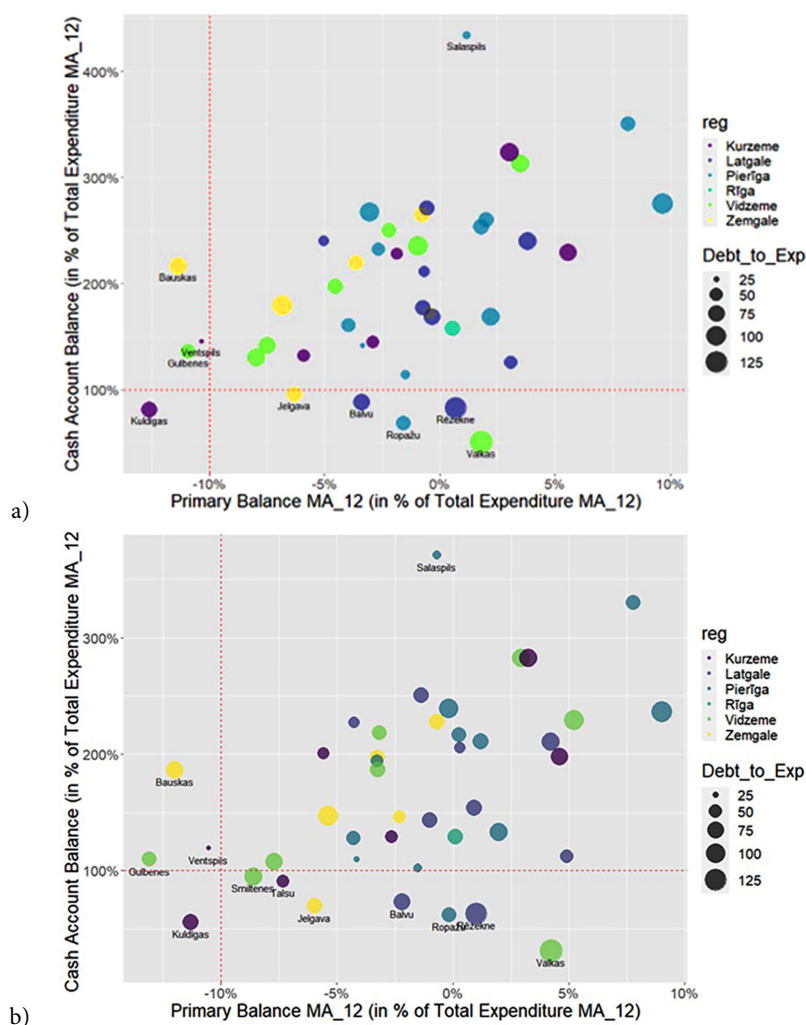 Salaspils
400%
300%
200%
100%
Bauskas
Ventspils
Gulbenes
Kuldigas
Jelgava
Balvu
Ropažu
Rēzekne
Valkas
Cash Account Balance (in % of Total Expenditure MA_12)
-10%
-5%
0%
5%
10%
Primary Balance MA_12 (in % of Total Expenditure MA_12)
reg
Kurzeme
Latgale
Pierīga
Rīga
Vidzeme
Zemgale
Debt_to_Exp
25
50
75
100
125
a)
Salaspils
300%
200%
100%
0%
Bauskas
Ventspils
Gulbenes
Smiltenes
Talsu
Kuldigas
Jelgava
Balvu
Ropažu
Rēzekne
Valkas
Cash Account Balance (in % of Total Expenditure MA_12
-10%
-5%
0%
5%
10%
Primary Balance MA_12 (in % of Total Expenditure MA_12)
reg
Kurzeme
Latgale
Pierīga
Rīga
Vidzeme
Zemgale
Debt_to_Exp
25
50
75
100
125
b)